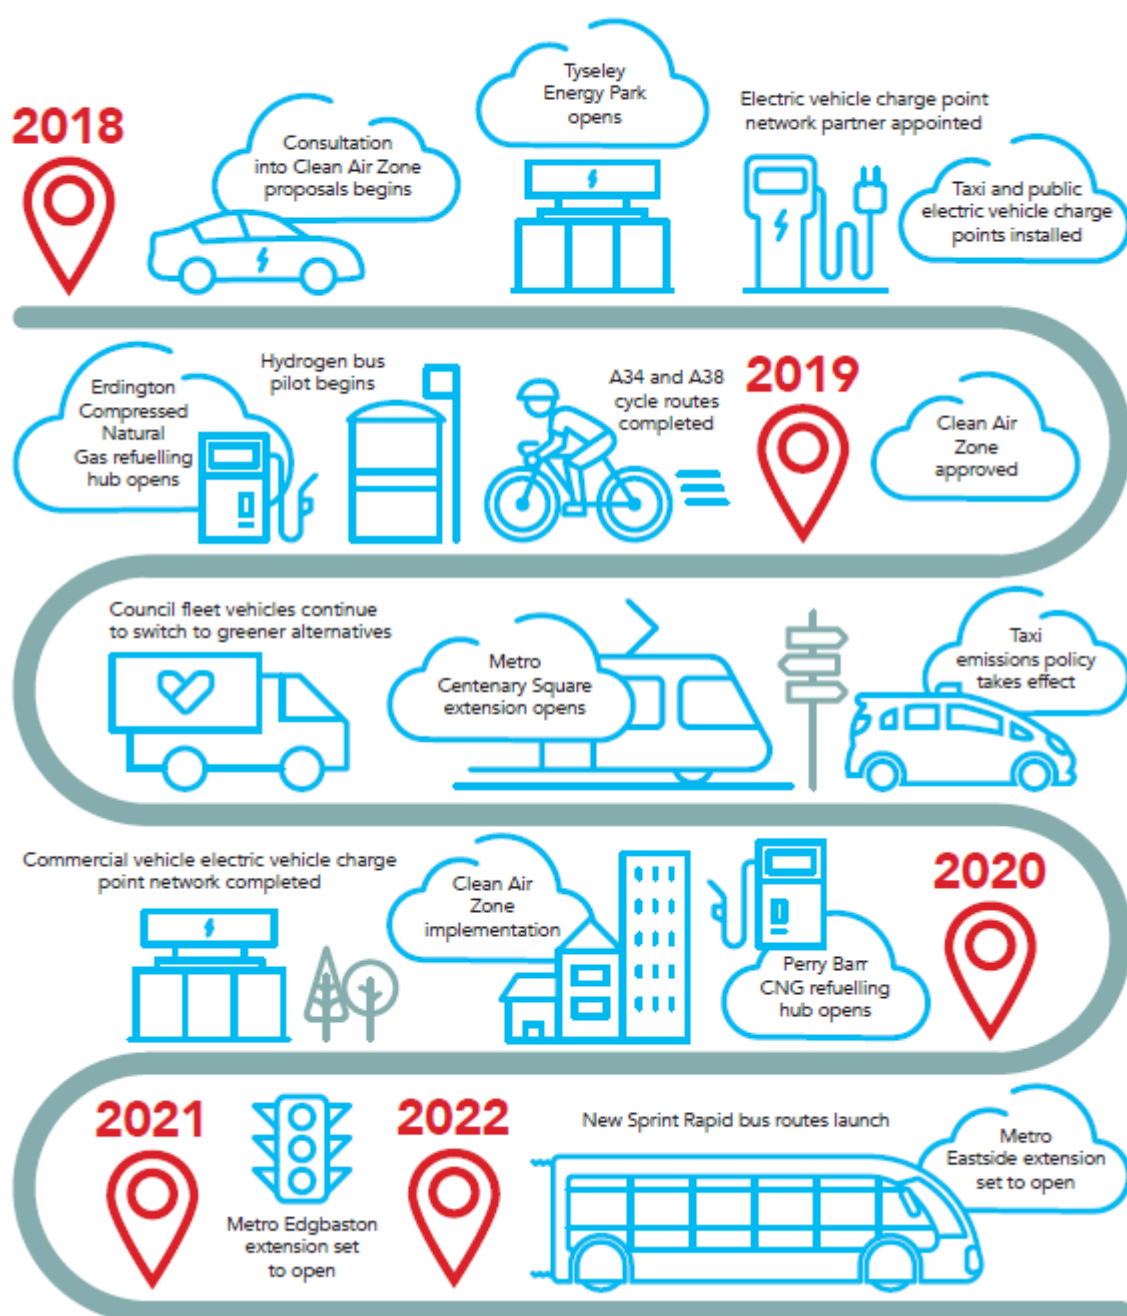 2018
Consultation
into Clean Air Zone
proposals begins
Tyseley
Energy Park
opens
Electric vehicle charge point
network partner appointed
Taxi and public
electric vehicle charge
points installed
Erdington
Compressed
Natural
Gas refuelling
hub opens
Hydrogen bus
pilot begins
A34 and A38
cycle routes
completed
2019
Clean Air
Zone
approved
Council fleet vehicles continue
to switch to greener alternatives
Metro
Centenary Square
extension opens
Taxi
emissions policy
takes effect
Commercial vehicle electric vehicle charge
point network completed
Clean Air
Zone
implementation
Perry Barr
CNG refuelling
hub opens
2020
2021
Metro Edgbaston
extension set
to open
2022
New Sprint Rapid bus routes launch
Metro
Eastside extension
set to open